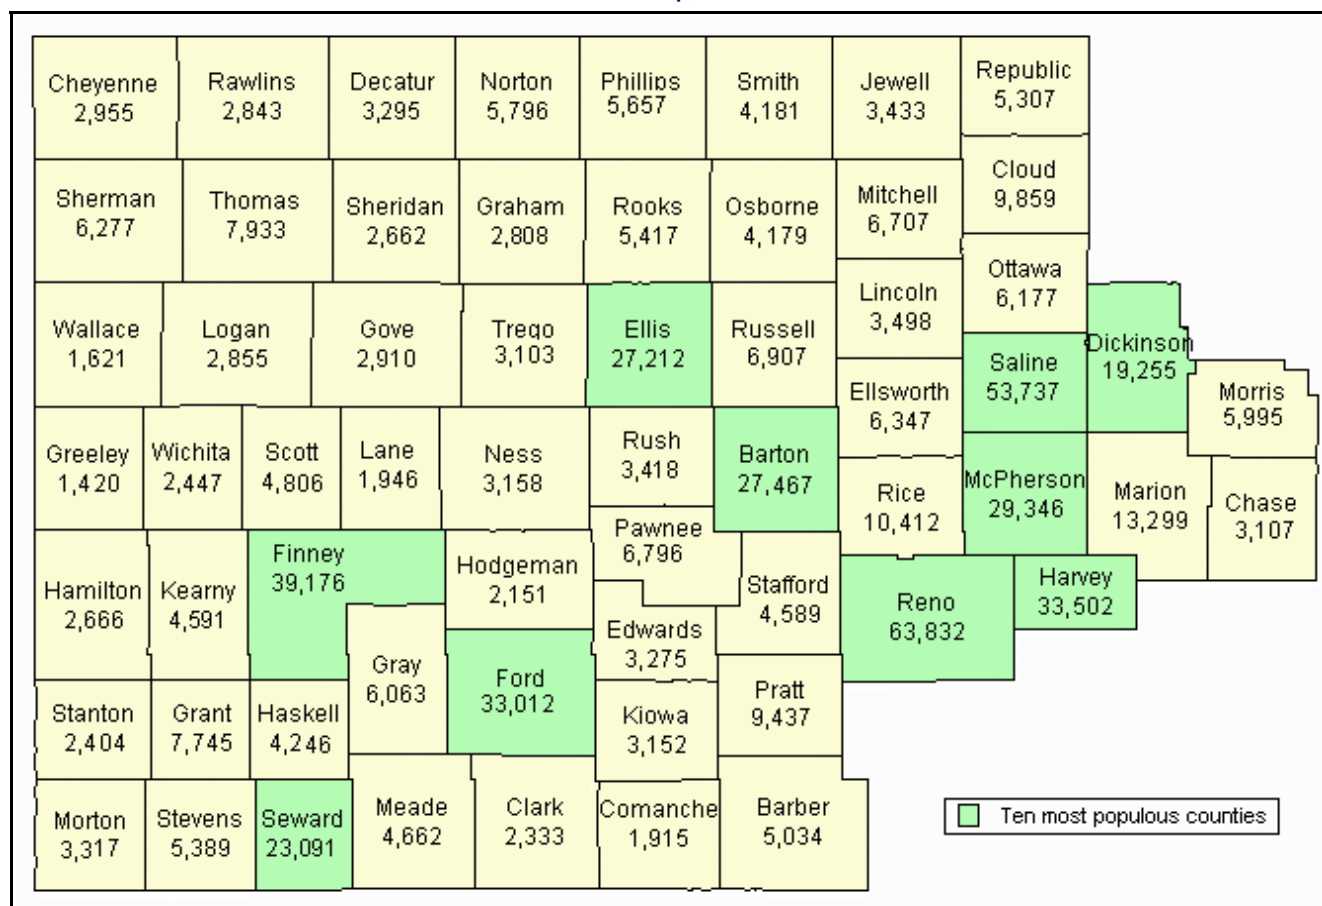 Cheyenne
2,955
Rawlins
2,843
Decatur
3,295
Norton
5,796
Phillips
5,657
Smith
4,181
Jewell
3,433
Republic
5,307
Cloud
9,859
Sherman
6,277
Thomas
7,933
Sheridan
2,662
Graham
2,808
Rooks
5,417
Osborne
4,179
Mitchell
6,707
Ottawa
6,177
Lincoln
3,498
Wallace
1,621
Logan
2,855
Gove
2,910
Trego
3,103
Ellis
27,212
Russell
6,907
Saline
53,737
Dickinson
19,255
Ellsworth
6,347
Morris
5,995
Greeley
1,420
Wichita
2,447
Scott
4,806
Lane
1,946
Ness
3,158
Rush
3,418
Barton
27,467
Rice
10,412
McPherson
29,346
Marion
13,299
Chase
3,107
Pawnee
6,796
Hamilton
2,666
Kearny
4,591
Finney
39,176
Hodgeman
2,151
Stafford
4,589
Reno
63,832
Harvey
33,502
Edwards
3,275
Gray
6,063
Ford
33,012
Pratt
9,437
Stanton
2,404
Grant
7,745
Haskell
4,246
Kiowa
3,152
Morton
3,317
Stevens
5,389
Seward
23,091
Meade
4,662
Clark
2,333
Comanche
1,915
Barber
5,034
Ten most populous counties